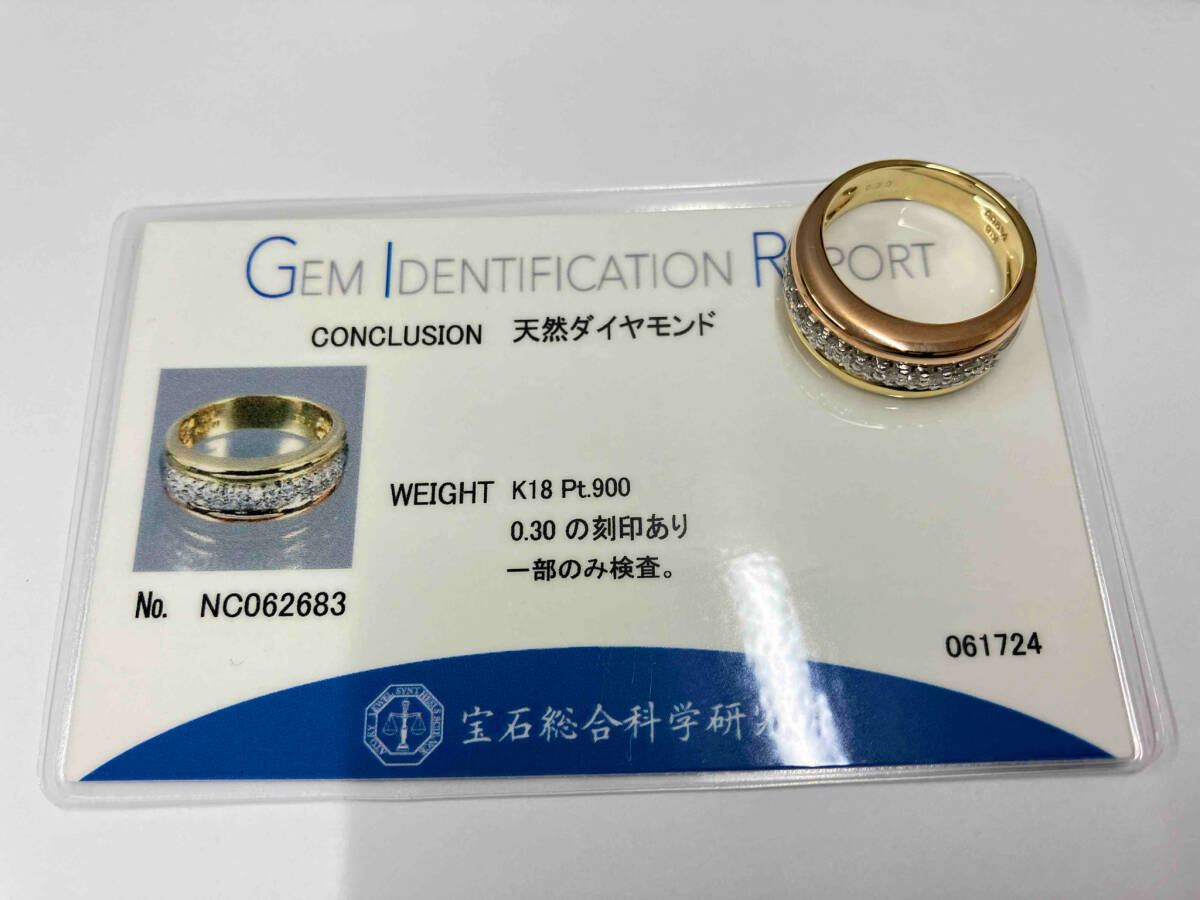 GEM IDENTIFICATION R PORT
CONCLUSION 天然ダイヤモンド
WEIGHT K18 Pt.900
0.30 の刻印あり
一部のみ検査。
No. NC062683
061724
宝石総合科学研